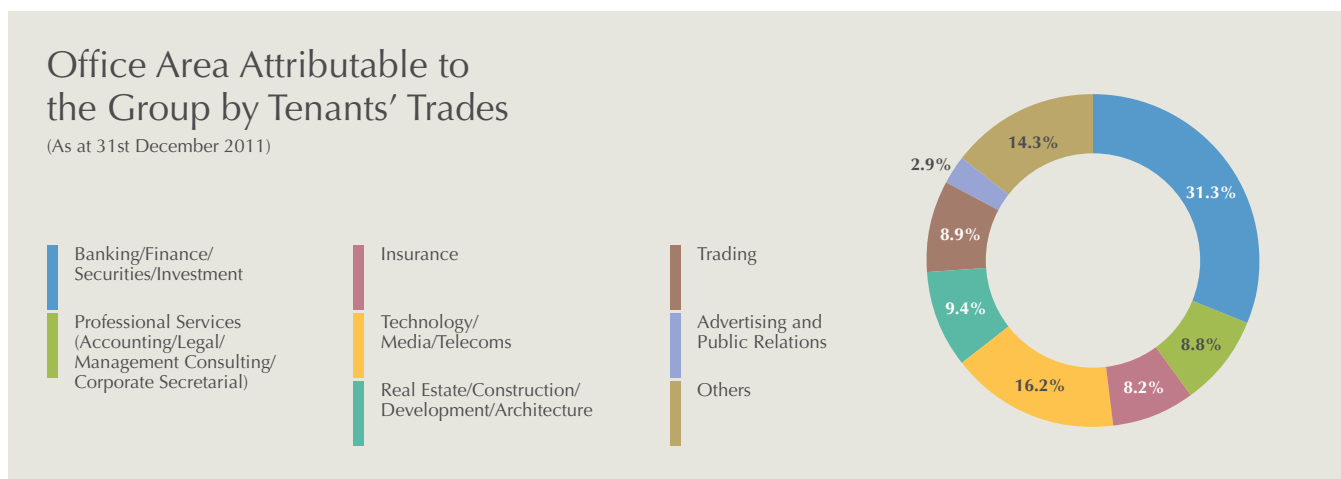 Office Area Attributable to
the Group by Tenants’ Trades
(As at 31st December 2011)
Banking/Finance/
Securities/Investment
Professional Services
(Accounting/Legal/
Management Consulting/
Corporate Secretarial)
Insurance
Technology/
Media/Telecoms
Real Estate/Construction/
Development/Architecture
Trading
Advertising and
Public Relations
Others
31.3%
8.8%
8.2%
16.2%
9.4%
8.9%
2.9%
14.3%